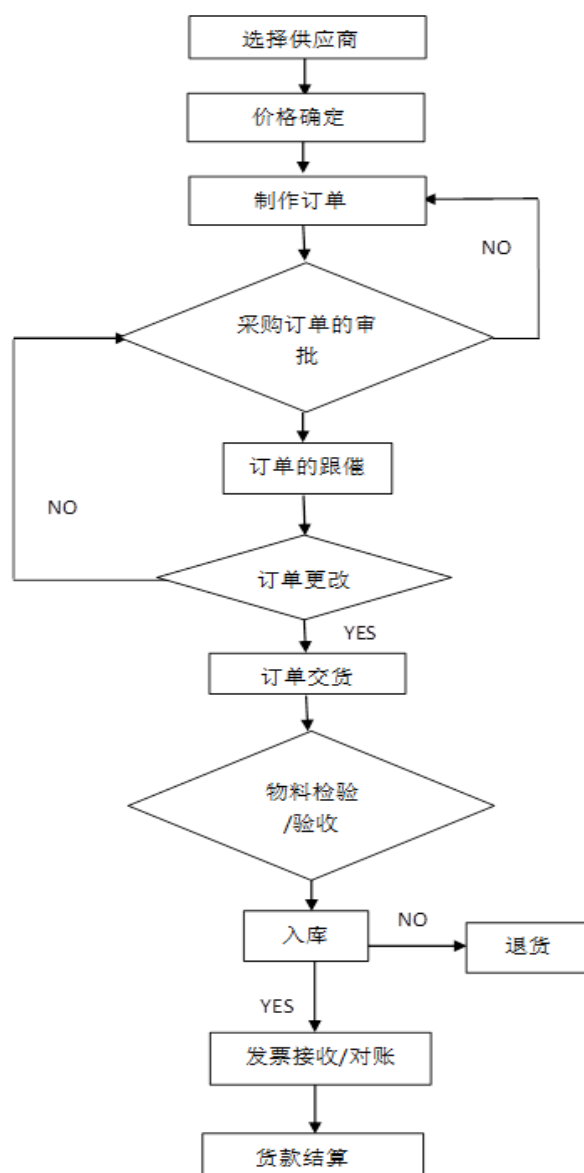 选择供应商
价格确定
制作订单
NO
采购订单的审
批
订单的跟催
NO
订单更改
YES
订单交货
物料检验
/验收
NO
入库
退货
YES
发票接收/对账
货款结算